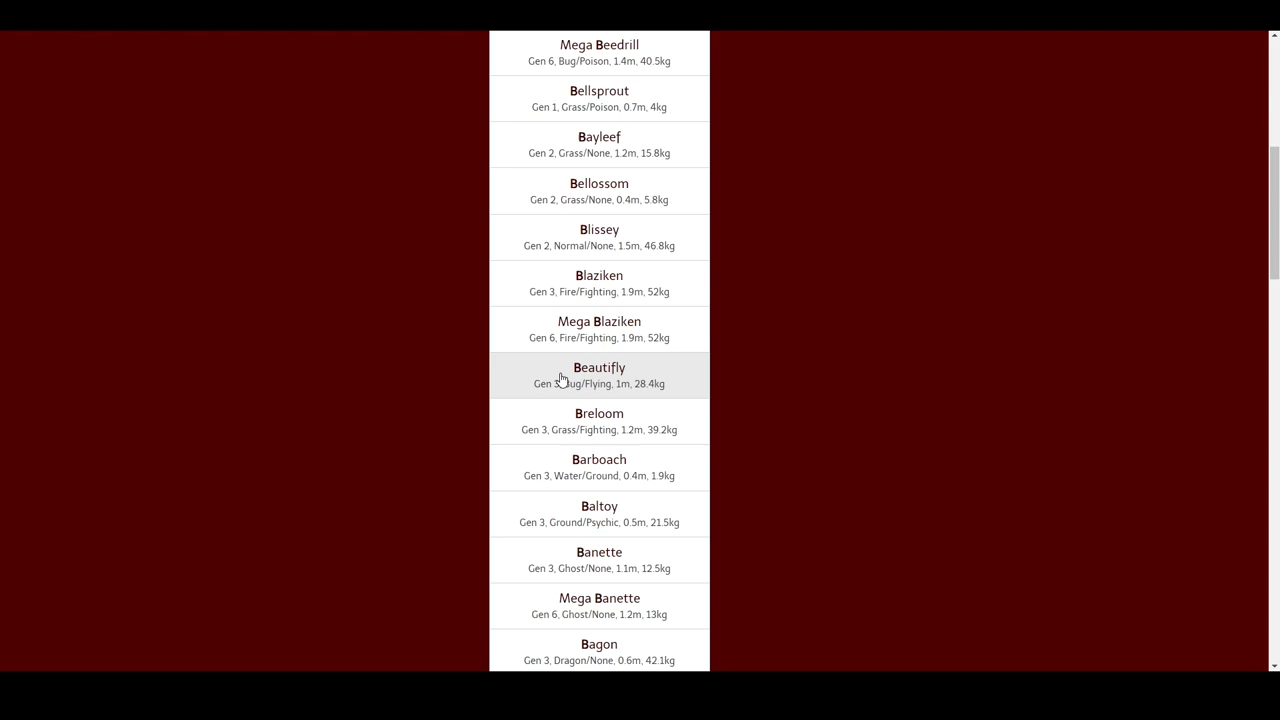 Mega Beedrill
Gen 6, Bug/Poison, 1.4m, 40.5kg
Bellsprout
Gen 1, Grass/Poison, 0.7m, 4kg
Bayleef
Gen 2, Grass/None, 1.2m, 15.8kg
Bellossom
Gen 2, Grass/None, 0.4m, 5.8kg
Blissey
Gen 2, Normal/None, 1.5m, 46.8kg
Blaziken
Gen 3, Fire/Fighting, 1.9m, 52kg
Mega Blaziken
Gen 6, Fire/Fighting, 1.9m, 52kg
Beautifly
Gen 3, Bug/Flying, 1m, 28.4kg
Breloom
Gen 3, Grass/Fighting, 1.2m, 39.2kg
Barboach
Gen 3, Water/Ground, 0.4m, 1.9kg
Baltoy
Gen 3, Ground/Psychic, 0.5m, 21.5kg
Banette
Gen 3, Ghost/None, 1.1m, 12.5kg
Mega Banette
Gen 6, Ghost/None, 1.2m, 13kg
Bagon
Gen 3, Dragon/None, 0.6m, 42.1kg